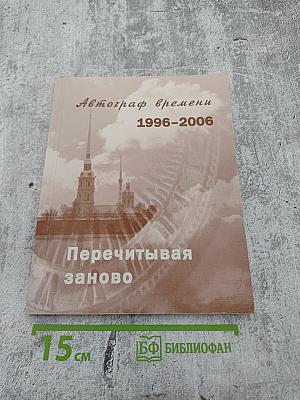 Автограф времени
1996–2006
Перечитывая
заново
15 см
БФ БИБЛИОФАН